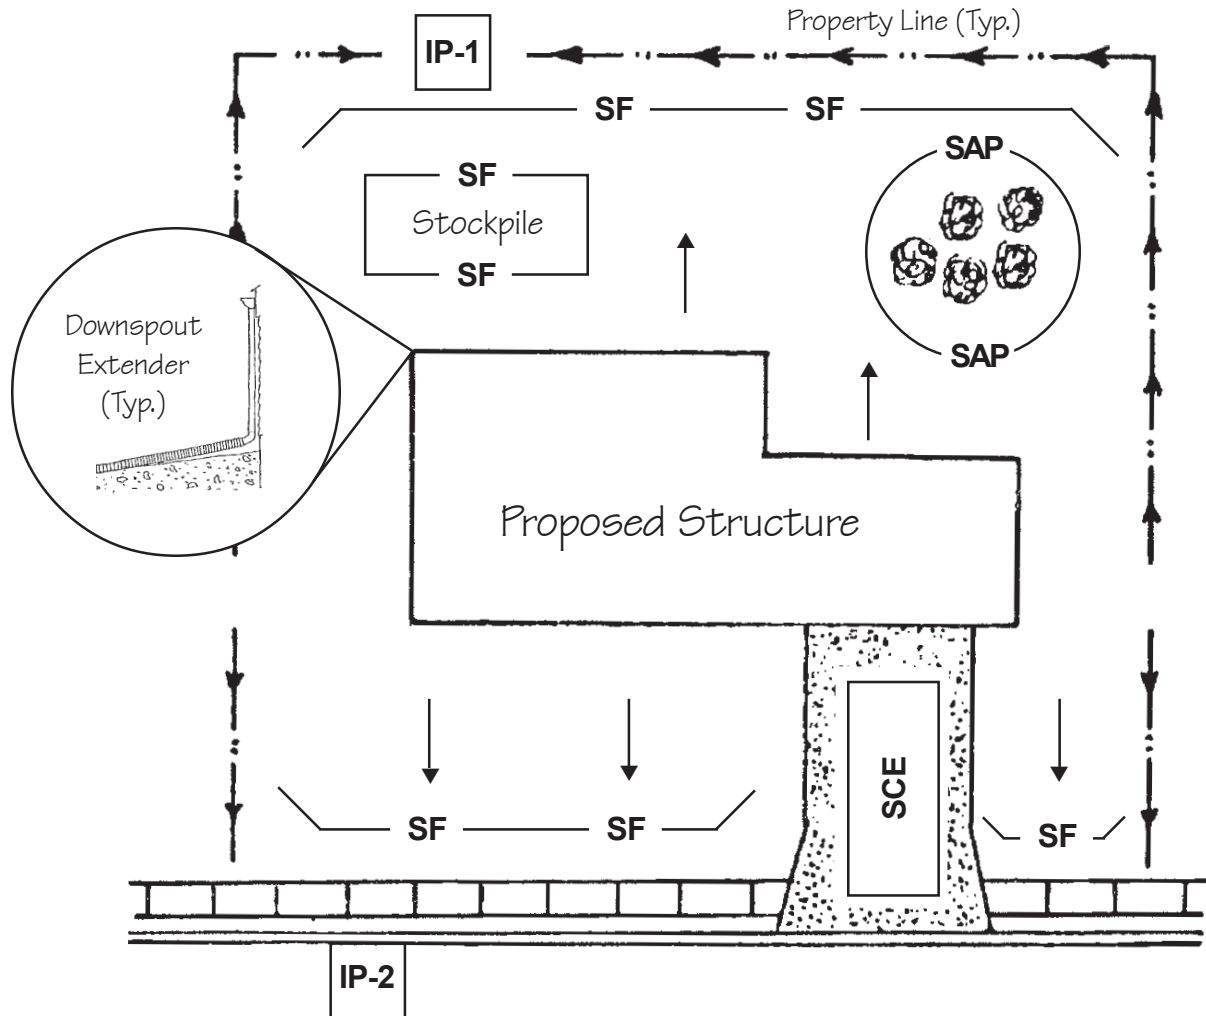 Property Line (Typ.)
IP-1
SF
SF
SAP
SF
Stockpile
SF
Downspout
Extender
(Typ.)
SAP
Proposed Structure
SCE
SF
SF
SF
IP-2